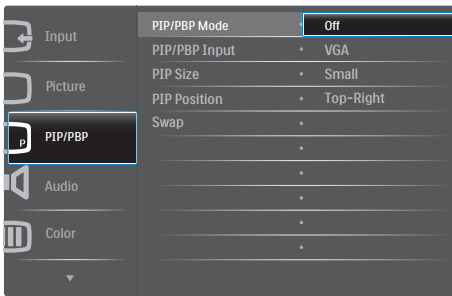 Input
Picture
P
PIP/PBP
Audio
Color
PIP/PBP Mode • Off
PIP/PBP Input • VGA
PIP Size • Small
PIP Position • Top-Right
Swap •
•
•
•
•
•